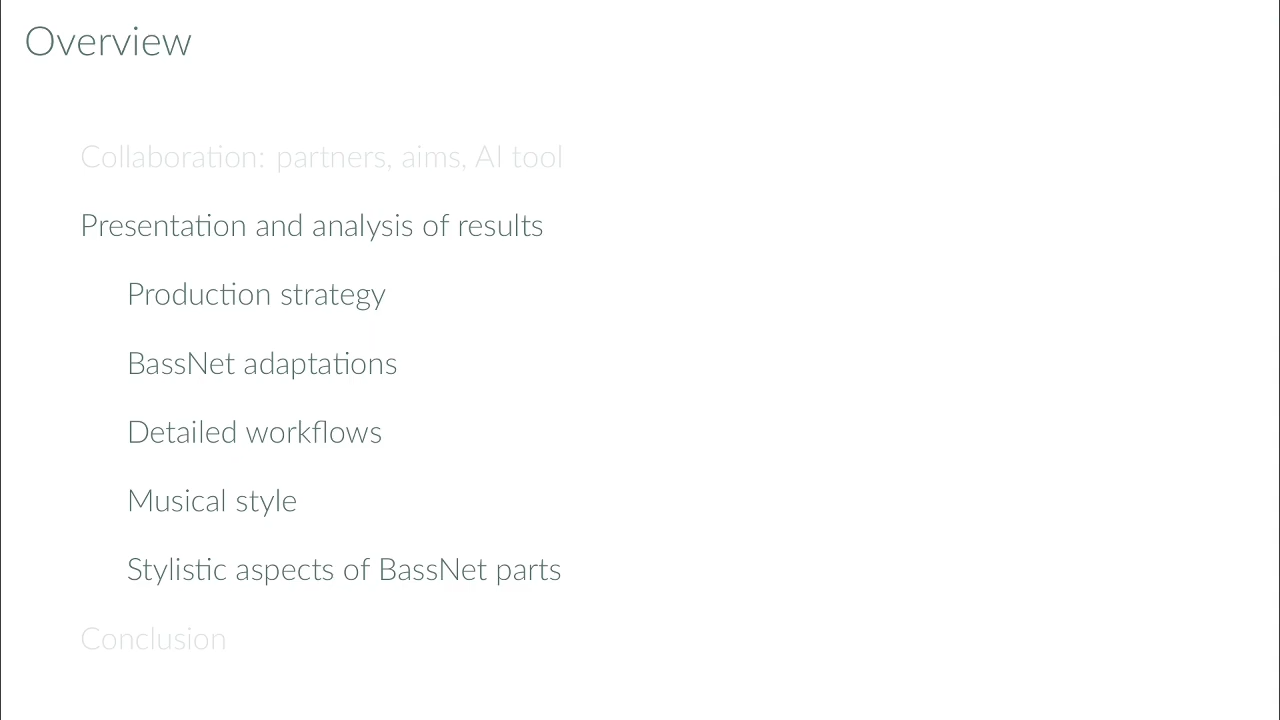 Overview
Collaboration: partners, aims, AI tool
Presentation and analysis of results
Production strategy
BassNet adaptations
Detailed workflows
Musical style
Stylistic aspects of BassNet parts
Conclusion